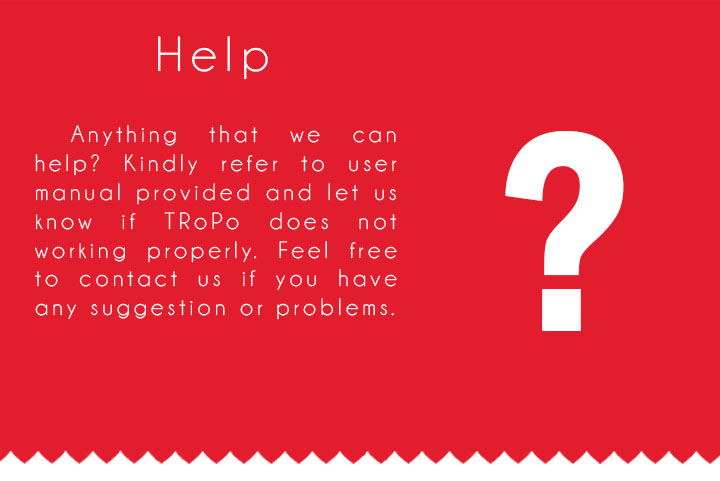 Help
Anything that we can
help? Kindly refer to user
manual provided and let us
know if TRoPo does not
working properly. Feel free
to contact us if you have
any suggestion or problems.
?